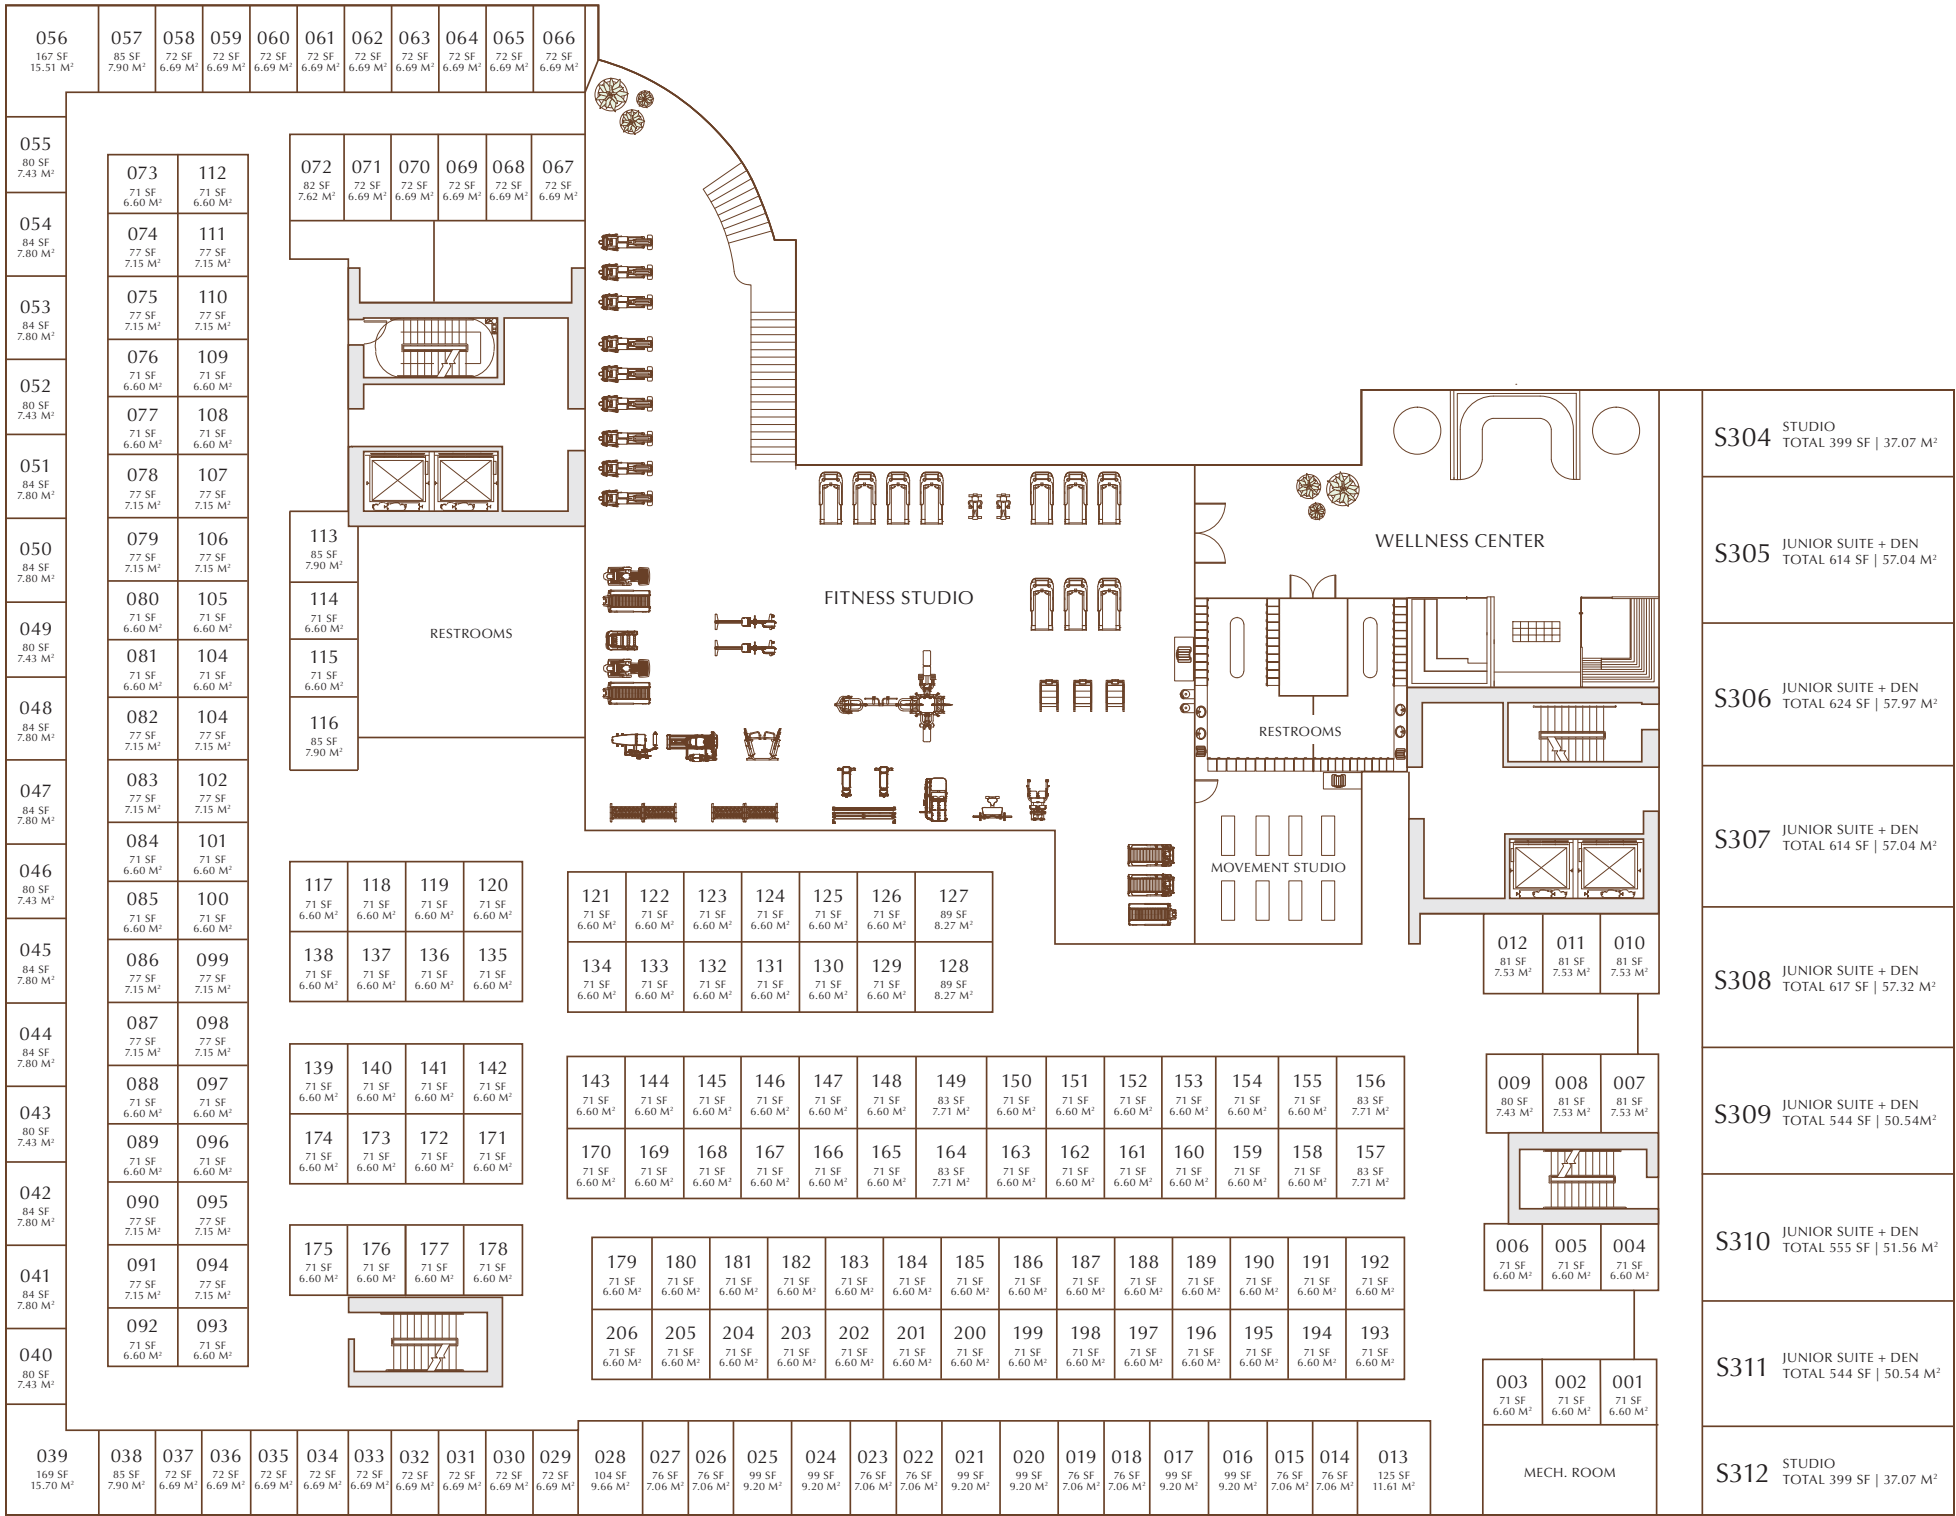 056
167 SF
15.51 M²
057
85 SF
7.90 M²
058
72 SF
6.69 M²
059
72 SF
6.69 M²
060
72 SF
6.69 M²
061
72 SF
6.69 M²
062
72 SF
6.69 M²
063
72 SF
6.69 M²
064
72 SF
6.69 M²
065
72 SF
6.69 M²
066
72 SF
6.69 M²
055
80 SF
7.43 M²
054
84 SF
7.80 M²
053
84 SF
7.80 M²
052
80 SF
7.43 M²
051
84 SF
7.80 M²
050
84 SF
7.80 M²
049
80 SF
7.43 M²
048
84 SF
7.80 M²
047
84 SF
7.80 M²
046
80 SF
7.43 M²
045
84 SF
7.80 M²
044
84 SF
7.80 M²
043
80 SF
7.43 M²
042
84 SF
7.80 M²
041
84 SF
7.80 M²
040
80 SF
7.43 M²
073
71 SF
6.60 M²
112
71 SF
6.60 M²
074
77 SF
7.15 M²
111
77 SF
7.15 M²
075
77 SF
7.15 M²
110
77 SF
7.15 M²
076
71 SF
6.60 M²
109
71 SF
6.60 M²
077
71 SF
6.60 M²
108
71 SF
6.60 M²
078
77 SF
7.15 M²
107
77 SF
7.15 M²
079
77 SF
7.15 M²
106
77 SF
7.15 M²
080
71 SF
6.60 M²
105
71 SF
6.60 M²
081
71 SF
6.60 M²
104
71 SF
6.60 M²
082
77 SF
7.15 M²
104
77 SF
7.15 M²
083
77 SF
7.15 M²
102
77 SF
7.15 M²
084
71 SF
6.60 M²
101
71 SF
6.60 M²
085
71 SF
6.60 M²
100
71 SF
6.60 M²
086
77 SF
7.15 M²
099
77 SF
7.15 M²
087
77 SF
7.15 M²
098
77 SF
7.15 M²
088
71 SF
6.60 M²
097
71 SF
6.60 M²
089
71 SF
6.60 M²
096
71 SF
6.60 M²
090
77 SF
7.15 M²
095
77 SF
7.15 M²
091
77 SF
7.15 M²
094
77 SF
7.15 M²
092
71 SF
6.60 M²
093
71 SF
6.60 M²
072
82 SF
7.62 M²
071
72 SF
6.69 M²
070
72 SF
6.69 M²
069
72 SF
6.69 M²
068
72 SF
6.69 M²
067
72 SF
6.69 M²
113
85 SF
7.90 M²
114
71 SF
6.60 M²
115
71 SF
6.60 M²
116
85 SF
7.90 M²
RESTROOMS
FITNESS STUDIO
WELLNESS CENTER
RESTROOMS
MOVEMENT STUDIO
S304
STUDIO
TOTAL 399 SF | 37.07 M²
S305
JUNIOR SUITE + DEN
TOTAL 614 SF | 57.04 M²
S306
JUNIOR SUITE + DEN
TOTAL 624 SF | 57.97 M²
S307
JUNIOR SUITE + DEN
TOTAL 614 SF | 57.04 M²
S308
JUNIOR SUITE + DEN
TOTAL 617 SF | 57.32 M²
S309
JUNIOR SUITE + DEN
TOTAL 544 SF | 50.54M²
S310
JUNIOR SUITE + DEN
TOTAL 555 SF | 51.56 M²
S311
JUNIOR SUITE + DEN
TOTAL 544 SF | 50.54 M²
S312
STUDIO
TOTAL 399 SF | 37.07 M²
117
71 SF
6.60 M²
118
71 SF
6.60 M²
119
71 SF
6.60 M²
120
71 SF
6.60 M²
138
71 SF
6.60 M²
137
71 SF
6.60 M²
136
71 SF
6.60 M²
135
71 SF
6.60 M²
121
71 SF
6.60 M²
122
71 SF
6.60 M²
123
71 SF
6.60 M²
124
71 SF
6.60 M²
125
71 SF
6.60 M²
126
71 SF
6.60 M²
127
89 SF
8.27 M²
134
71 SF
6.60 M²
133
71 SF
6.60 M²
132
71 SF
6.60 M²
131
71 SF
6.60 M²
130
71 SF
6.60 M²
129
71 SF
6.60 M²
128
89 SF
8.27 M²
012
81 SF
7.53 M²
011
81 SF
7.53 M²
010
81 SF
7.53 M²
139
71 SF
6.60 M²
140
71 SF
6.60 M²
141
71 SF
6.60 M²
142
71 SF
6.60 M²
174
71 SF
6.60 M²
173
71 SF
6.60 M²
172
71 SF
6.60 M²
171
71 SF
6.60 M²
143
71 SF
6.60 M²
144
71 SF
6.60 M²
145
71 SF
6.60 M²
146
71 SF
6.60 M²
147
71 SF
6.60 M²
148
71 SF
6.60 M²
149
83 SF
7.71 M²
150
71 SF
6.60 M²
151
71 SF
6.60 M²
152
71 SF
6.60 M²
153
71 SF
6.60 M²
154
71 SF
6.60 M²
155
71 SF
6.60 M²
156
83 SF
7.71 M²
170
71 SF
6.60 M²
169
71 SF
6.60 M²
168
71 SF
6.60 M²
167
71 SF
6.60 M²
166
71 SF
6.60 M²
165
71 SF
6.60 M²
164
83 SF
7.71 M²
163
71 SF
6.60 M²
162
71 SF
6.60 M²
161
71 SF
6.60 M²
160
71 SF
6.60 M²
159
71 SF
6.60 M²
158
71 SF
6.60 M²
157
83 SF
7.71 M²
009
80 SF
7.43 M²
008
81 SF
7.53 M²
007
81 SF
7.53 M²
006
71 SF
6.60 M²
005
71 SF
6.60 M²
004
71 SF
6.60 M²
175
71 SF
6.60 M²
176
71 SF
6.60 M²
177
71 SF
6.60 M²
178
71 SF
6.60 M²
179
71 SF
6.60 M²
180
71 SF
6.60 M²
181
71 SF
6.60 M²
182
71 SF
6.60 M²
183
71 SF
6.60 M²
184
71 SF
6.60 M²
185
71 SF
6.60 M²
186
71 SF
6.60 M²
187
71 SF
6.60 M²
188
71 SF
6.60 M²
189
71 SF
6.60 M²
190
71 SF
6.60 M²
191
71 SF
6.60 M²
192
71 SF
6.60 M²
206
71 SF
6.60 M²
205
71 SF
6.60 M²
204
71 SF
6.60 M²
203
71 SF
6.60 M²
202
71 SF
6.60 M²
201
71 SF
6.60 M²
200
71 SF
6.60 M²
199
71 SF
6.60 M²
198
71 SF
6.60 M²
197
71 SF
6.60 M²
196
71 SF
6.60 M²
195
71 SF
6.60 M²
194
71 SF
6.60 M²
193
71 SF
6.60 M²
003
71 SF
6.60 M²
002
71 SF
6.60 M²
001
71 SF
6.60 M²
039
169 SF
15.70 M²
038
85 SF
7.90 M²
037
72 SF
6.69 M²
036
72 SF
6.69 M²
035
72 SF
6.69 M²
034
72 SF
6.69 M²
033
72 SF
6.69 M²
032
72 SF
6.69 M²
031
72 SF
6.69 M²
030
72 SF
6.69 M²
029
72 SF
6.69 M²
028
104 SF
9.66 M²
027
76 SF
7.06 M²
026
76 SF
7.06 M²
025
99 SF
9.20 M²
024
99 SF
9.20 M²
023
76 SF
7.06 M²
022
76 SF
7.06 M²
021
99 SF
9.20 M²
020
99 SF
9.20 M²
019
76 SF
7.06 M²
018
76 SF
7.06 M²
017
99 SF
9.20 M²
016
99 SF
9.20 M²
015
76 SF
7.06 M²
014
76 SF
7.06 M²
013
125 SF
11.61 M²
MECH. ROOM